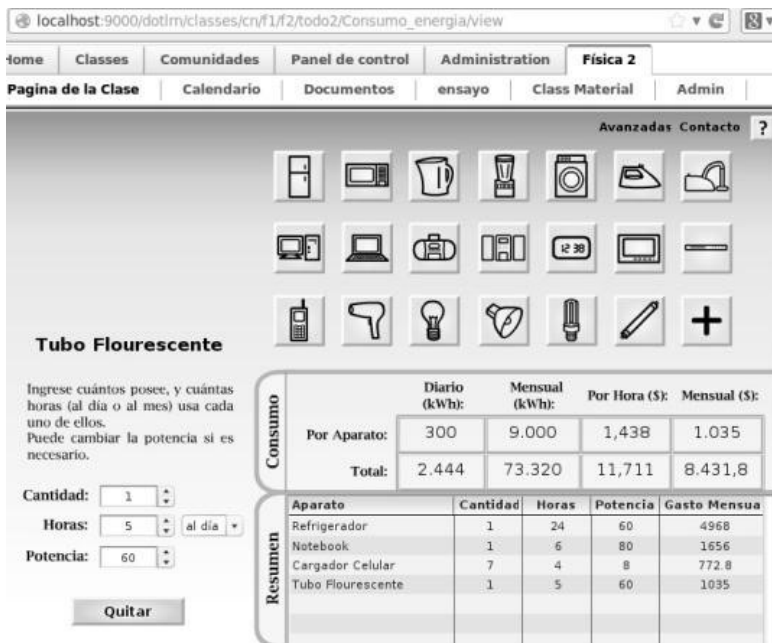 localhost:9000/dotlrn/classes/cn/f1/f2/todo2/Consumo_energia/view
Home Classes Comunidades Panel de control Administration Física 2
Pagina de la Clase Calendario Documentos ensayo Class Material Admin
Avanzadas Contacto ?
12 38
Tubo Flourescente
Ingrese cuántos posee, y cuántas
horas (al día o al mes) usa cada
uno de ellos.
Puede cambiar la potencia si es
necesario.
Cantidad: 1
Horas: 5 al día
Potencia: 60
Quitar
Consumo
Diario (kWh): Mensual (kWh): Por Hora ($): Mensual ($):
Por Aparato: 300 9.000 1,438 1.035
Total: 2.444 73.320 11,711 8.431,8
Resumen
Aparato Cantidad Horas Potencia Gasto Mensua
Refrigerador 1 24 60 4968
Notebook 1 6 80 1656
Cargador Celular 7 4 8 772.8
Tubo Flourescente 1 5 60 1035